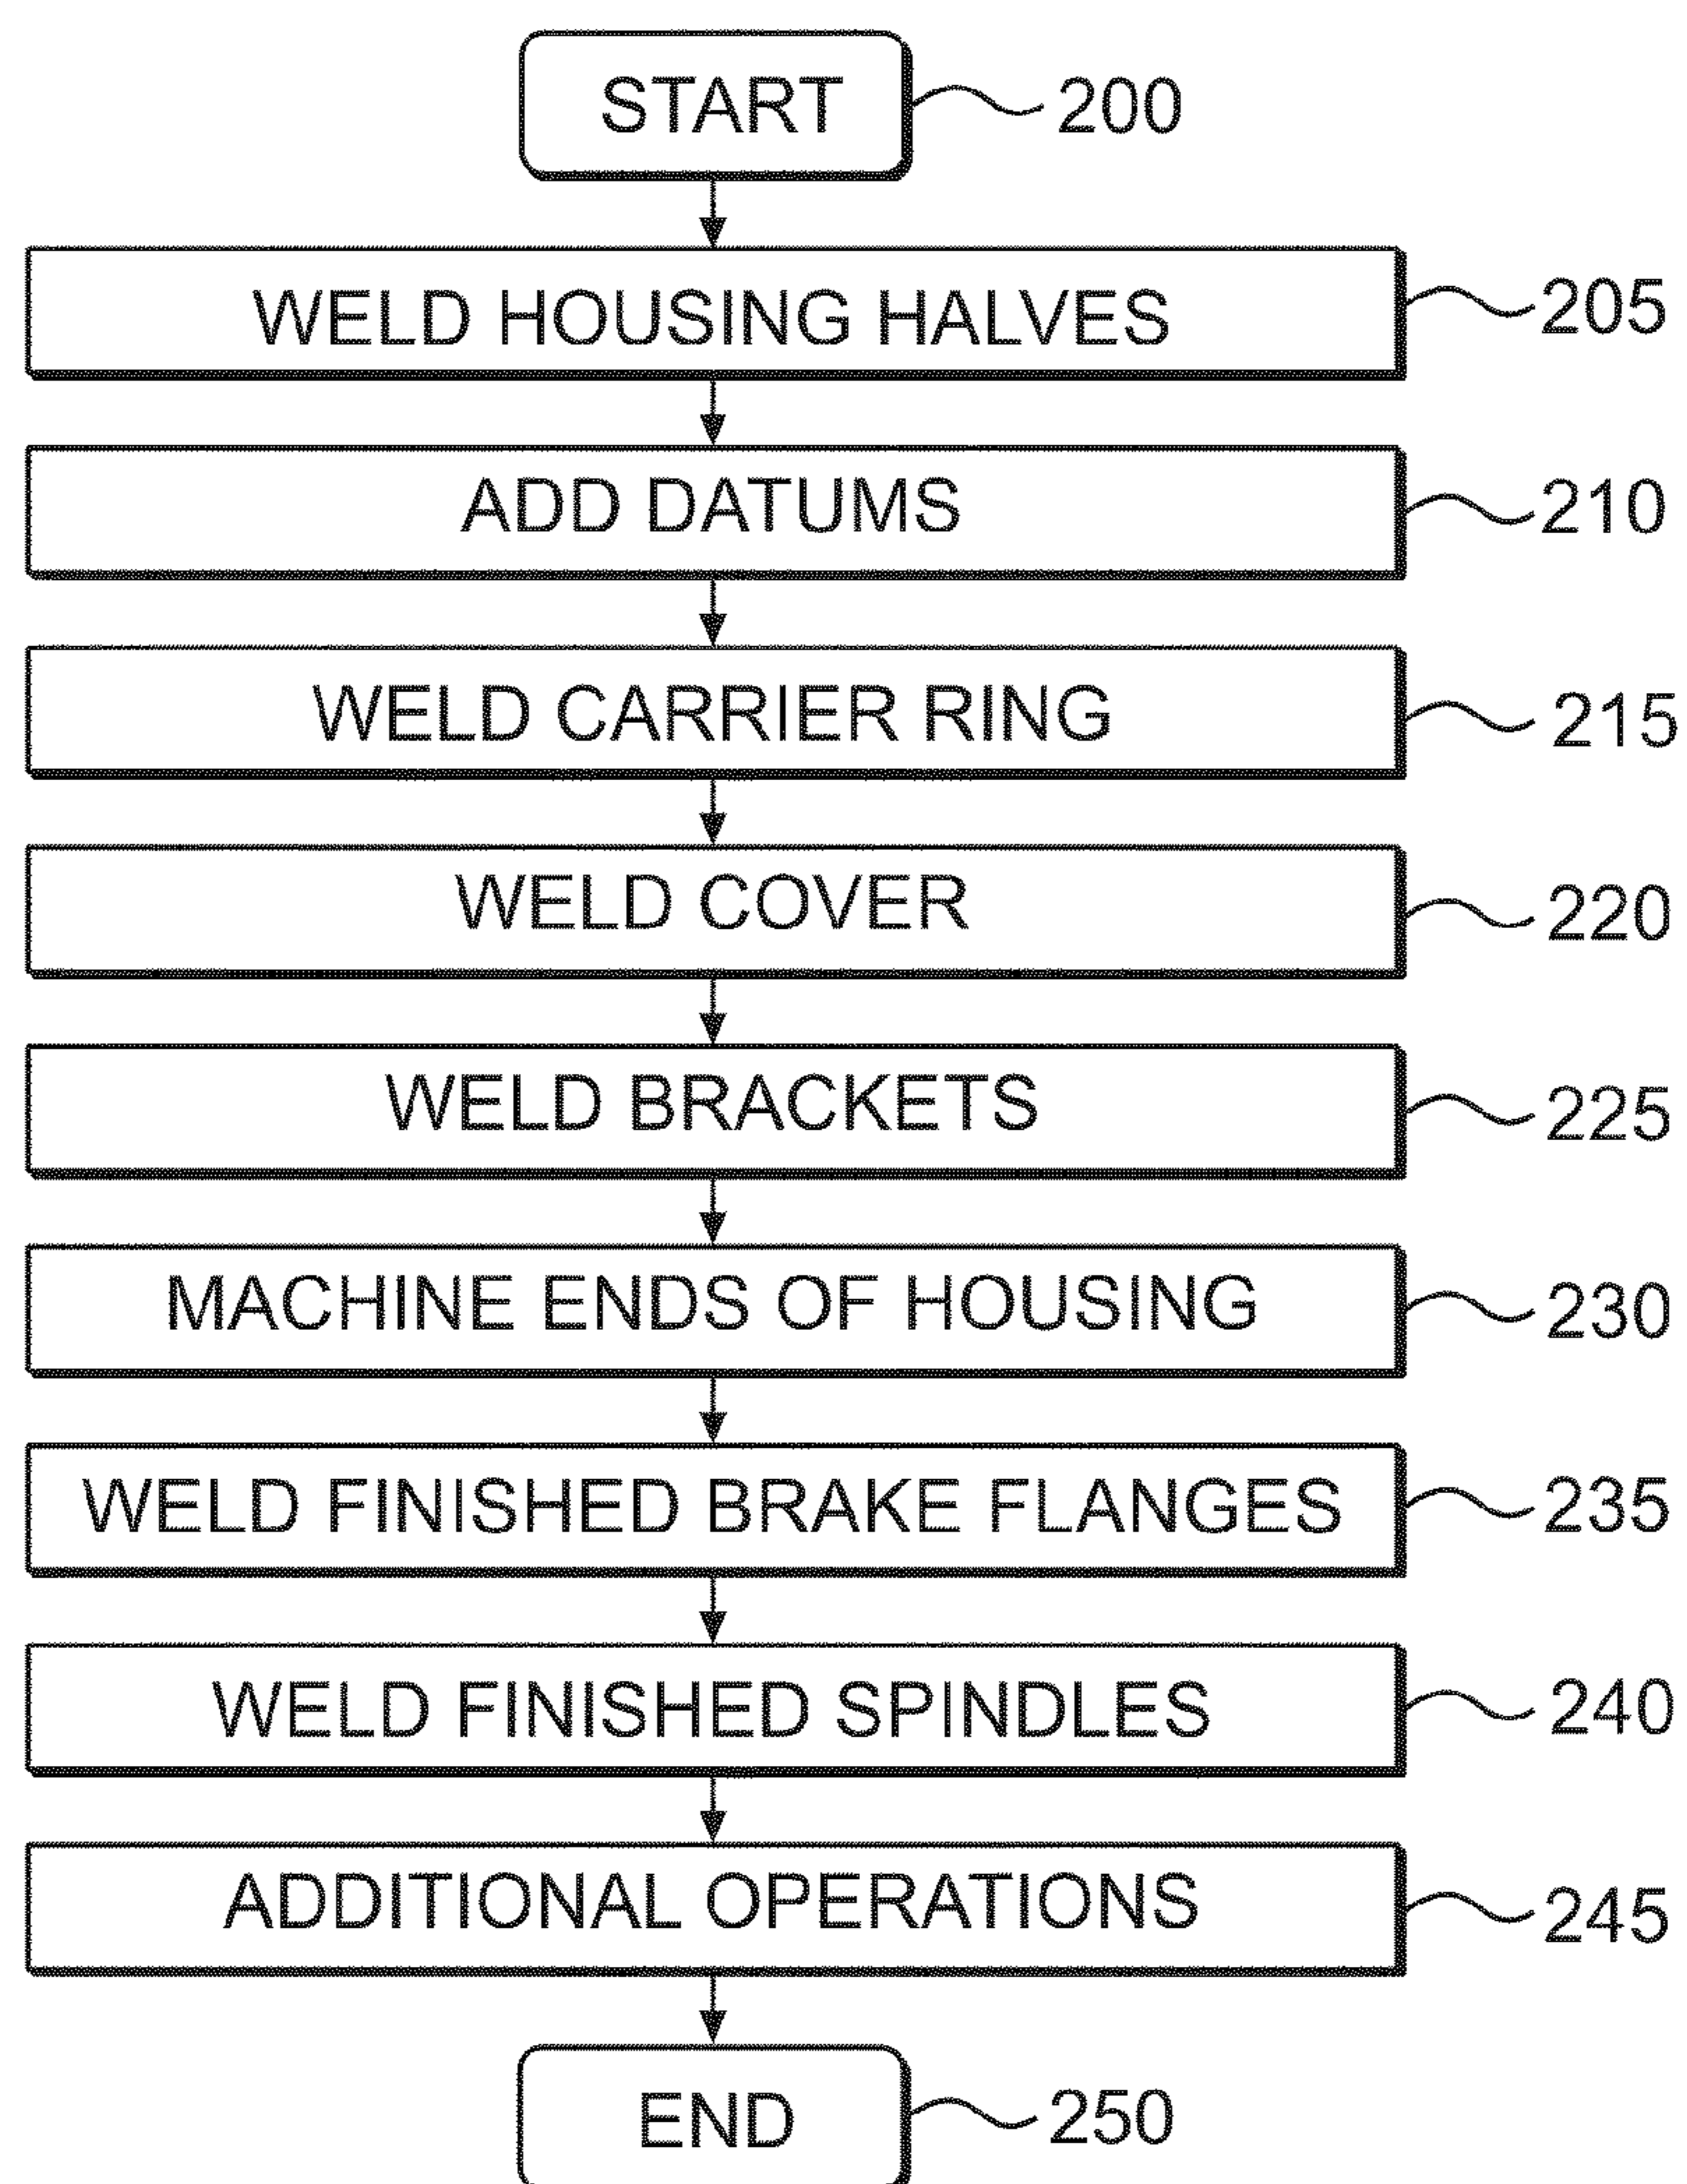 START 200
WELD HOUSING HALVES 205
ADD DATUMS 210
WELD CARRIER RING 215
WELD COVER 220
WELD BRACKETS 225
MACHINE ENDS OF HOUSING 230
WELD FINISHED BRAKE FLANGES 235
WELD FINISHED SPINDLES 240
ADDITIONAL OPERATIONS 245
END 250